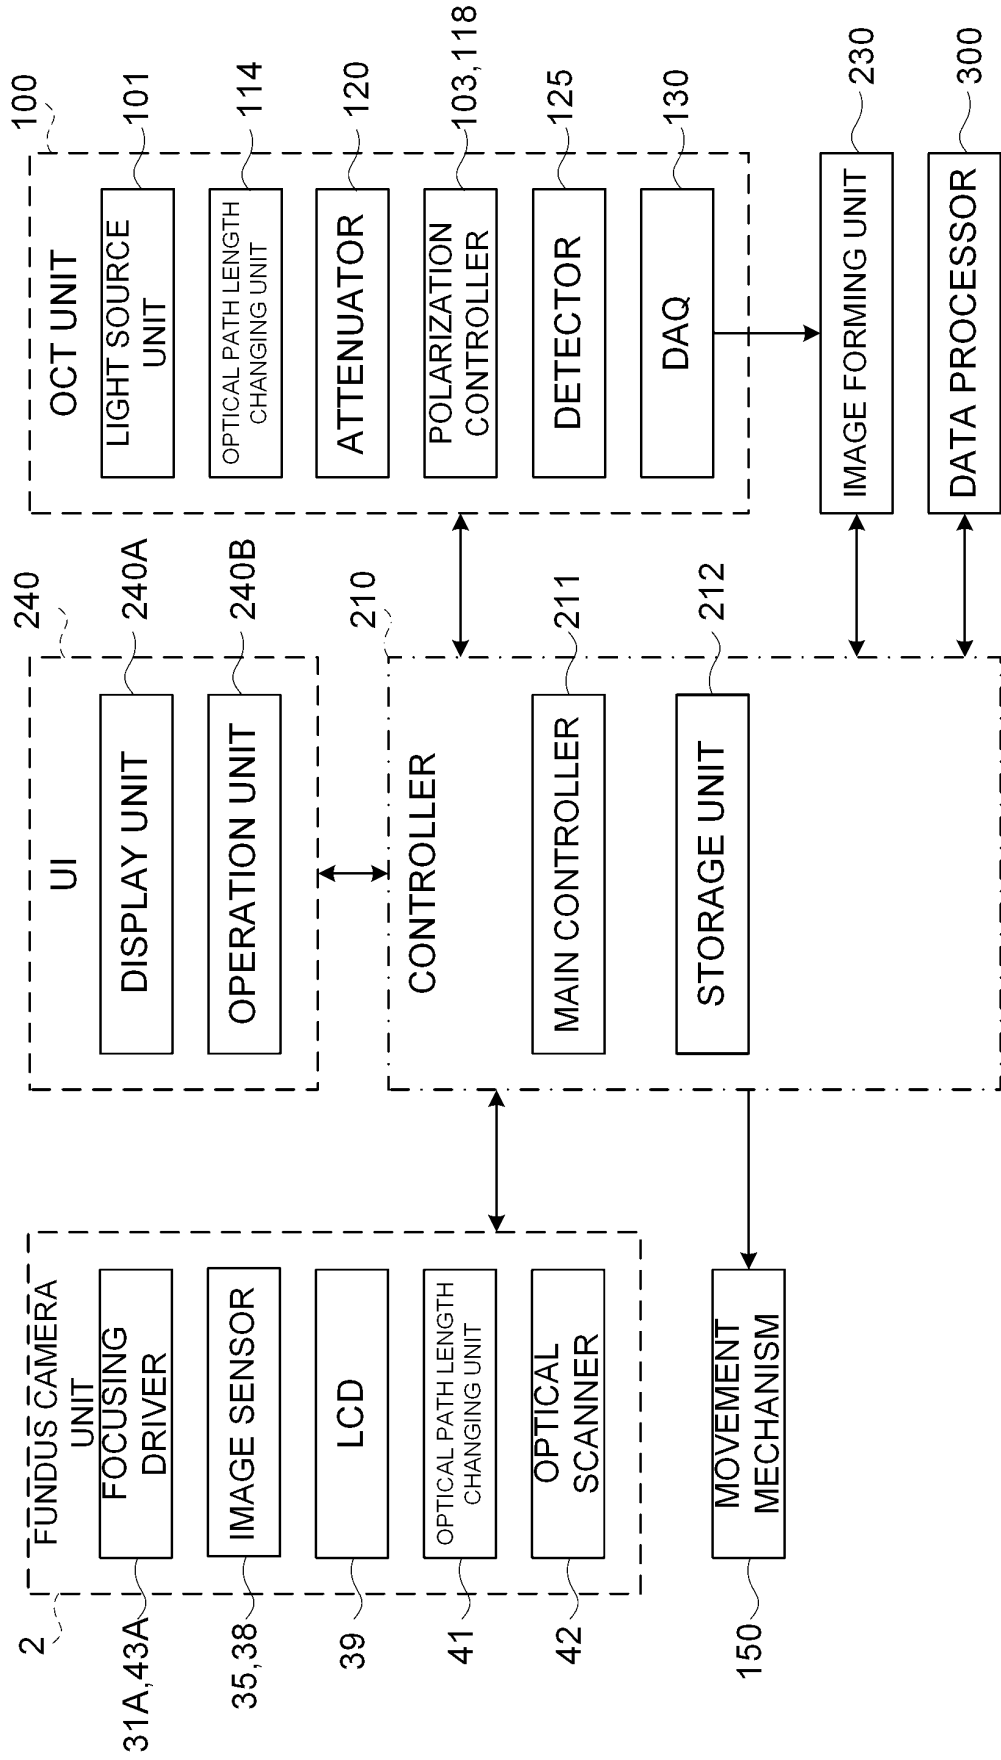 2
FUNDUS CAMERA
UNIT
31A,43A
FOCUSING
DRIVER
35,38
IMAGE SENSOR
39
LCD
41
OPTICAL PATH LENGTH
CHANGING UNIT
42
OPTICAL
SCANNER
150
MOVEMENT
MECHANISM
240
UI
DISPLAY UNIT
240A
OPERATION UNIT
240B
210
CONTROLLER
MAIN CONTROLLER
211
STORAGE UNIT
212
100
OCT UNIT
LIGHT SOURCE
UNIT
101
OPTICAL PATH LENGTH
CHANGING UNIT
114
ATTENUATOR
120
POLARIZATION
CONTROLLER
103,118
DETECTOR
125
DAQ
130
IMAGE FORMING UNIT
230
DATA PROCESSOR
300